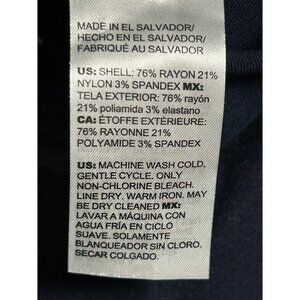 MADE IN EL SALVADOR/
HECHO EN EL SALVADOR/
FABRIQUÉ AU SALVADOR
US: SHELL: 76% RAYON 21%
NYLON 3% SPANDEX MX:
TELA EXTERIOR: 76% rayón
21% poliamida 3% elastano
CA: ÉTOFFE EXTÉRIEURE:
76% RAYONNE 21%
POLYAMIDE 3% SPANDEX
US: MACHINE WASH COLD,
GENTLE CYCLE. ONLY
NON-CHLORINE BLEACH.
LINE DRY. WARM IRON. MAY
BE DRY CLEANED MX:
LAVAR A MÁQUINA CON
AGUA FRÍA EN CICLO
SUAVE. SOLAMENTE
BLANQUEADOR SIN CLORO.
SECAR COLGADO.